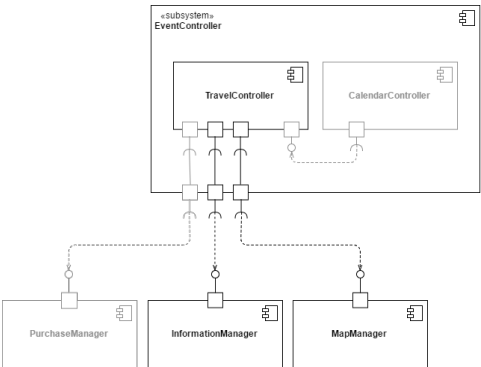 «subsystem»
EventController
TravelController
CalendarController
PurchaseManager
InformationManager
MapManager